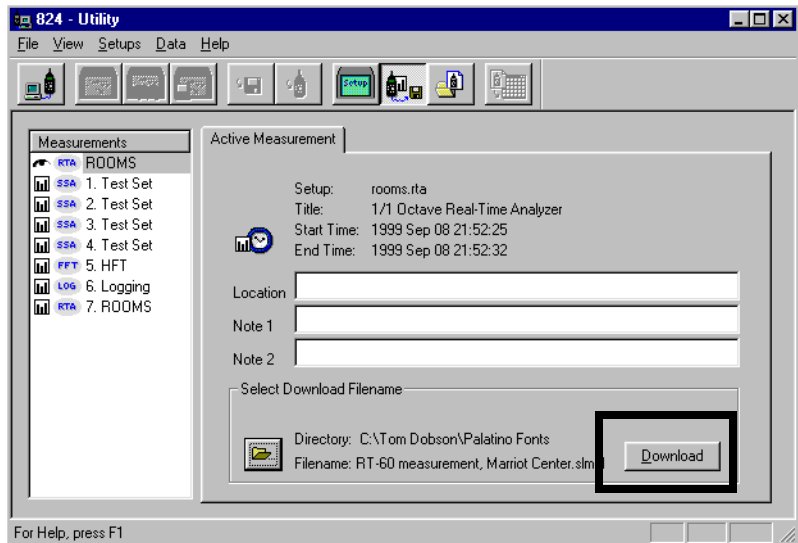 824 - Utility
File View Setups Data Help
Setup
Measurements
RTA ROOMS
SSA 1. Test Set
SSA 2. Test Set
SSA 3. Test Set
SSA 4. Test Set
FFT 5. HFT
LOG 6. Logging
RTA 7. ROOMS
Active Measurement
Setup: rooms.rta
Title: 1/1 Octave Real-Time Analyzer
Start Time: 1999 Sep 08 21:52:25
End Time: 1999 Sep 08 21:52:32
Location
Note 1
Note 2
Select Download Filename
Directory: C:\Tom Dobson\Palatino Fonts
Filename: RT-60 measurement, Marriot Center.slm
Download
For Help, press F1